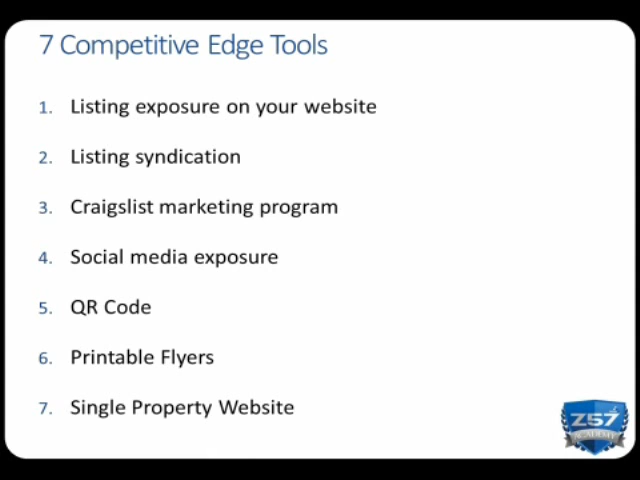 7 Competitive Edge Tools
1. Listing exposure on your website
2. Listing syndication
3. Craigslist marketing program
4. Social media exposure
5. QR Code
6. Printable Flyers
7. Single Property Website
Z57
ACADEMY